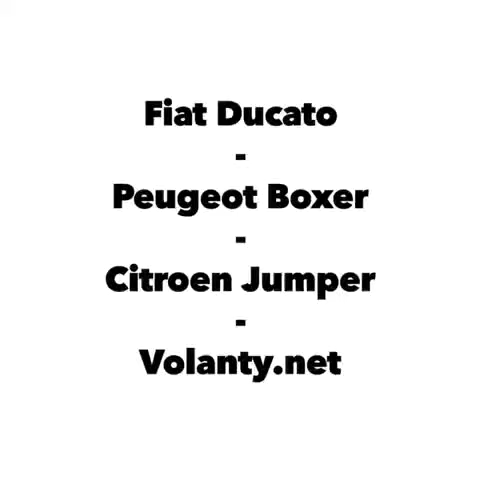 Fiat Ducato
-
Peugeot Boxer
-
Citroen Jumper
-
Volanty.net